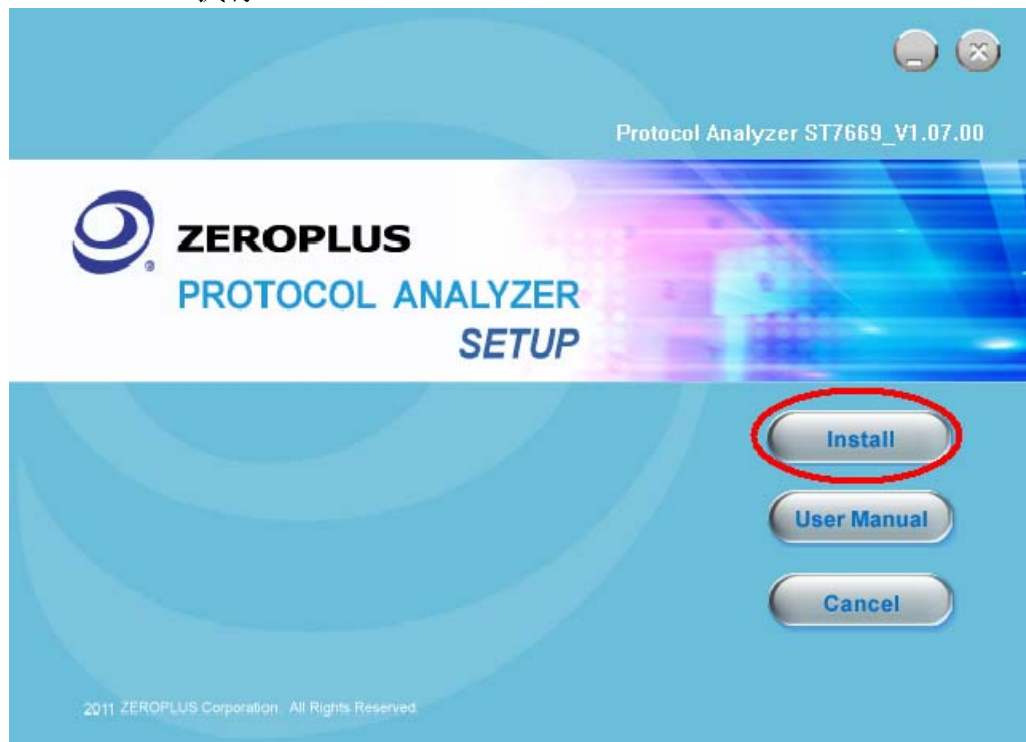 Protocol Analyzer ST7669_V1.07.00
ZEROPLUS
PROTOCOL ANALYZER
SETUP
Install
User Manual
Cancel
2011 ZEROPLUS Corporation. All Rights Reserved.